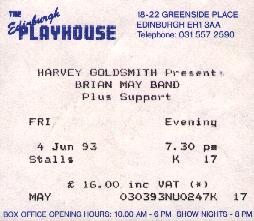 THE
Edinburgh
PLAYHOUSE
18-22 GREENSIDE PLACE
EDINBURGH EH1 3AA
Telephone: 031 557 2590
HARVEY GOLDSMITH Presents
BRIAN MAY BAND
Plus Support
FRI Evening
4 Jun 93 7.30 pm
Stalls K 17
£ 16.00 inc VAT (*)
MAY 030393NU0247K 17
BOX OFFICE OPENING HOURS: 10.00 AM - 6 PM SHOW NIGHTS - 8 PM